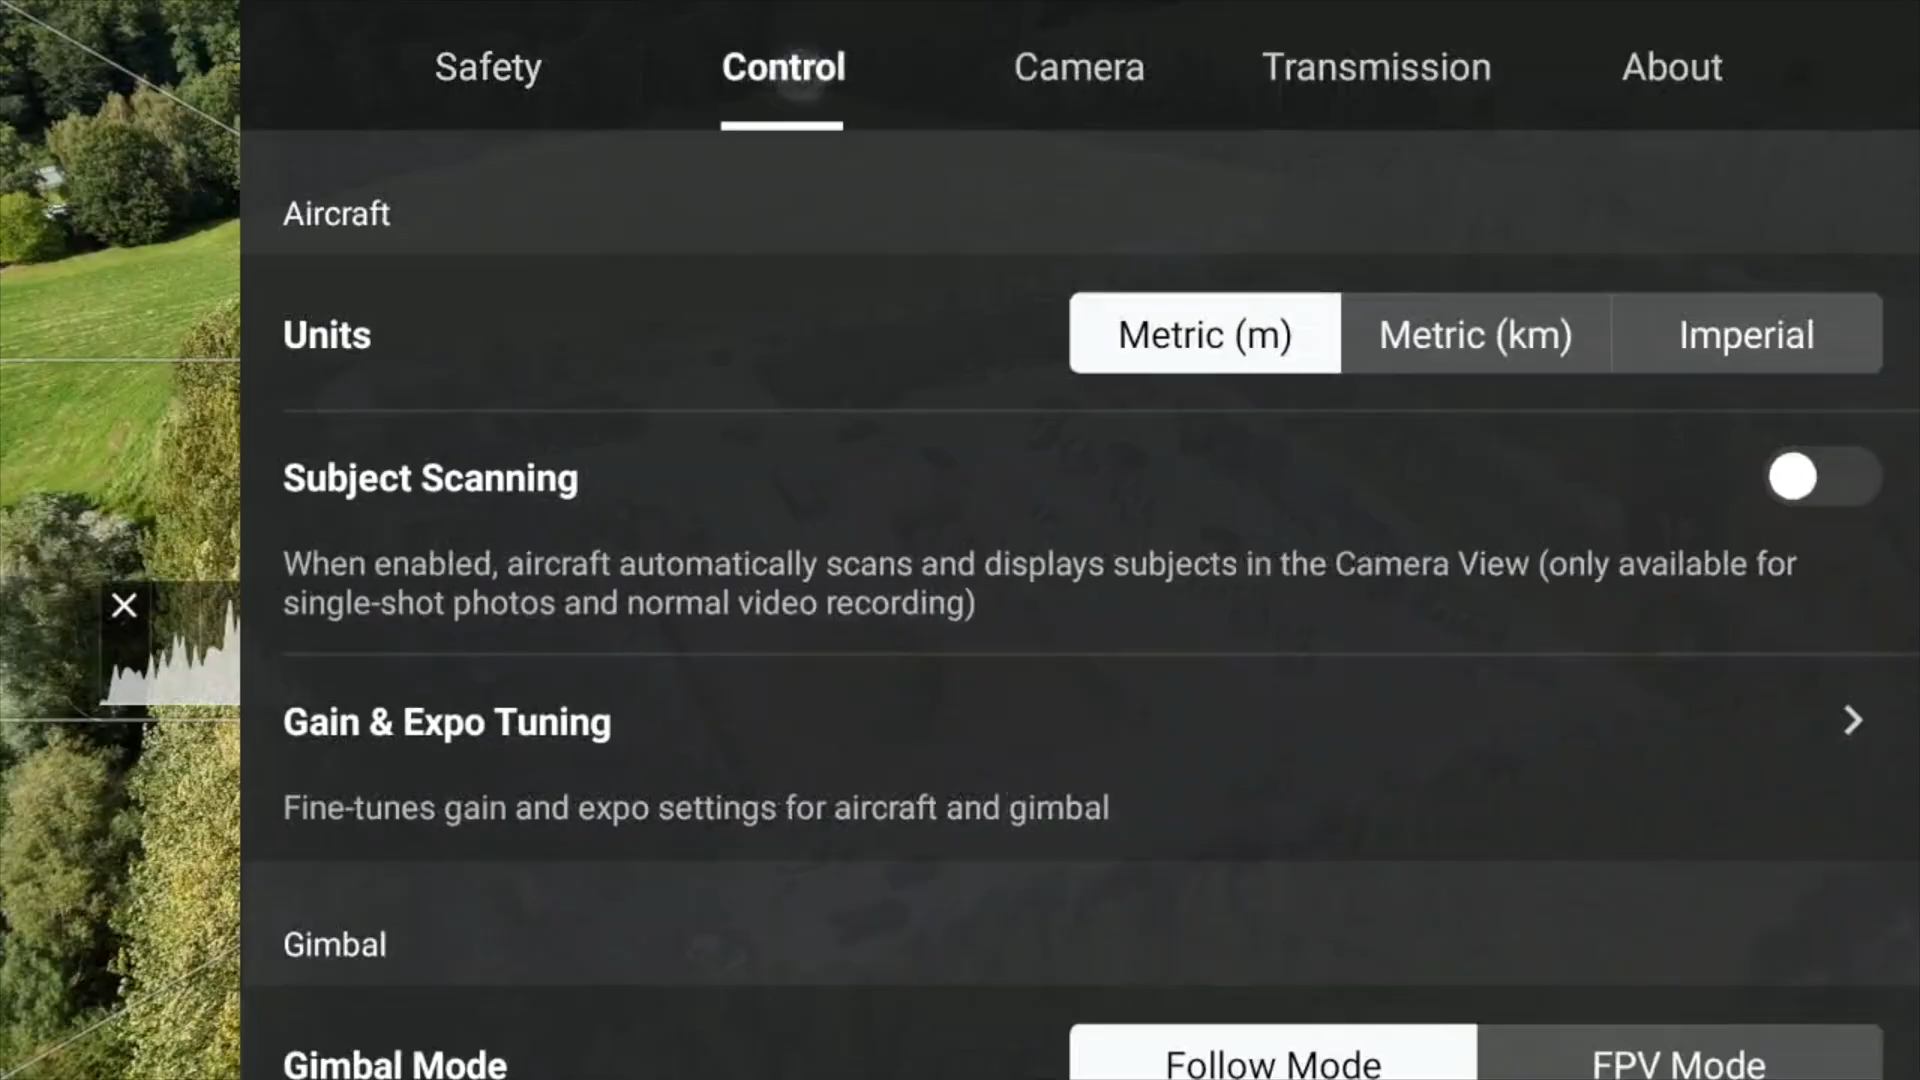 Safety Control Camera Transmission About
Aircraft
Units Metric (m) Metric (km) Imperial
Subject Scanning
When enabled, aircraft automatically scans and displays subjects in the Camera View (only available for
single-shot photos and normal video recording)
Gain & Expo Tuning
Fine-tunes gain and expo settings for aircraft and gimbal
Gimbal
Gimbal Mode Follow Mode FPV Mode